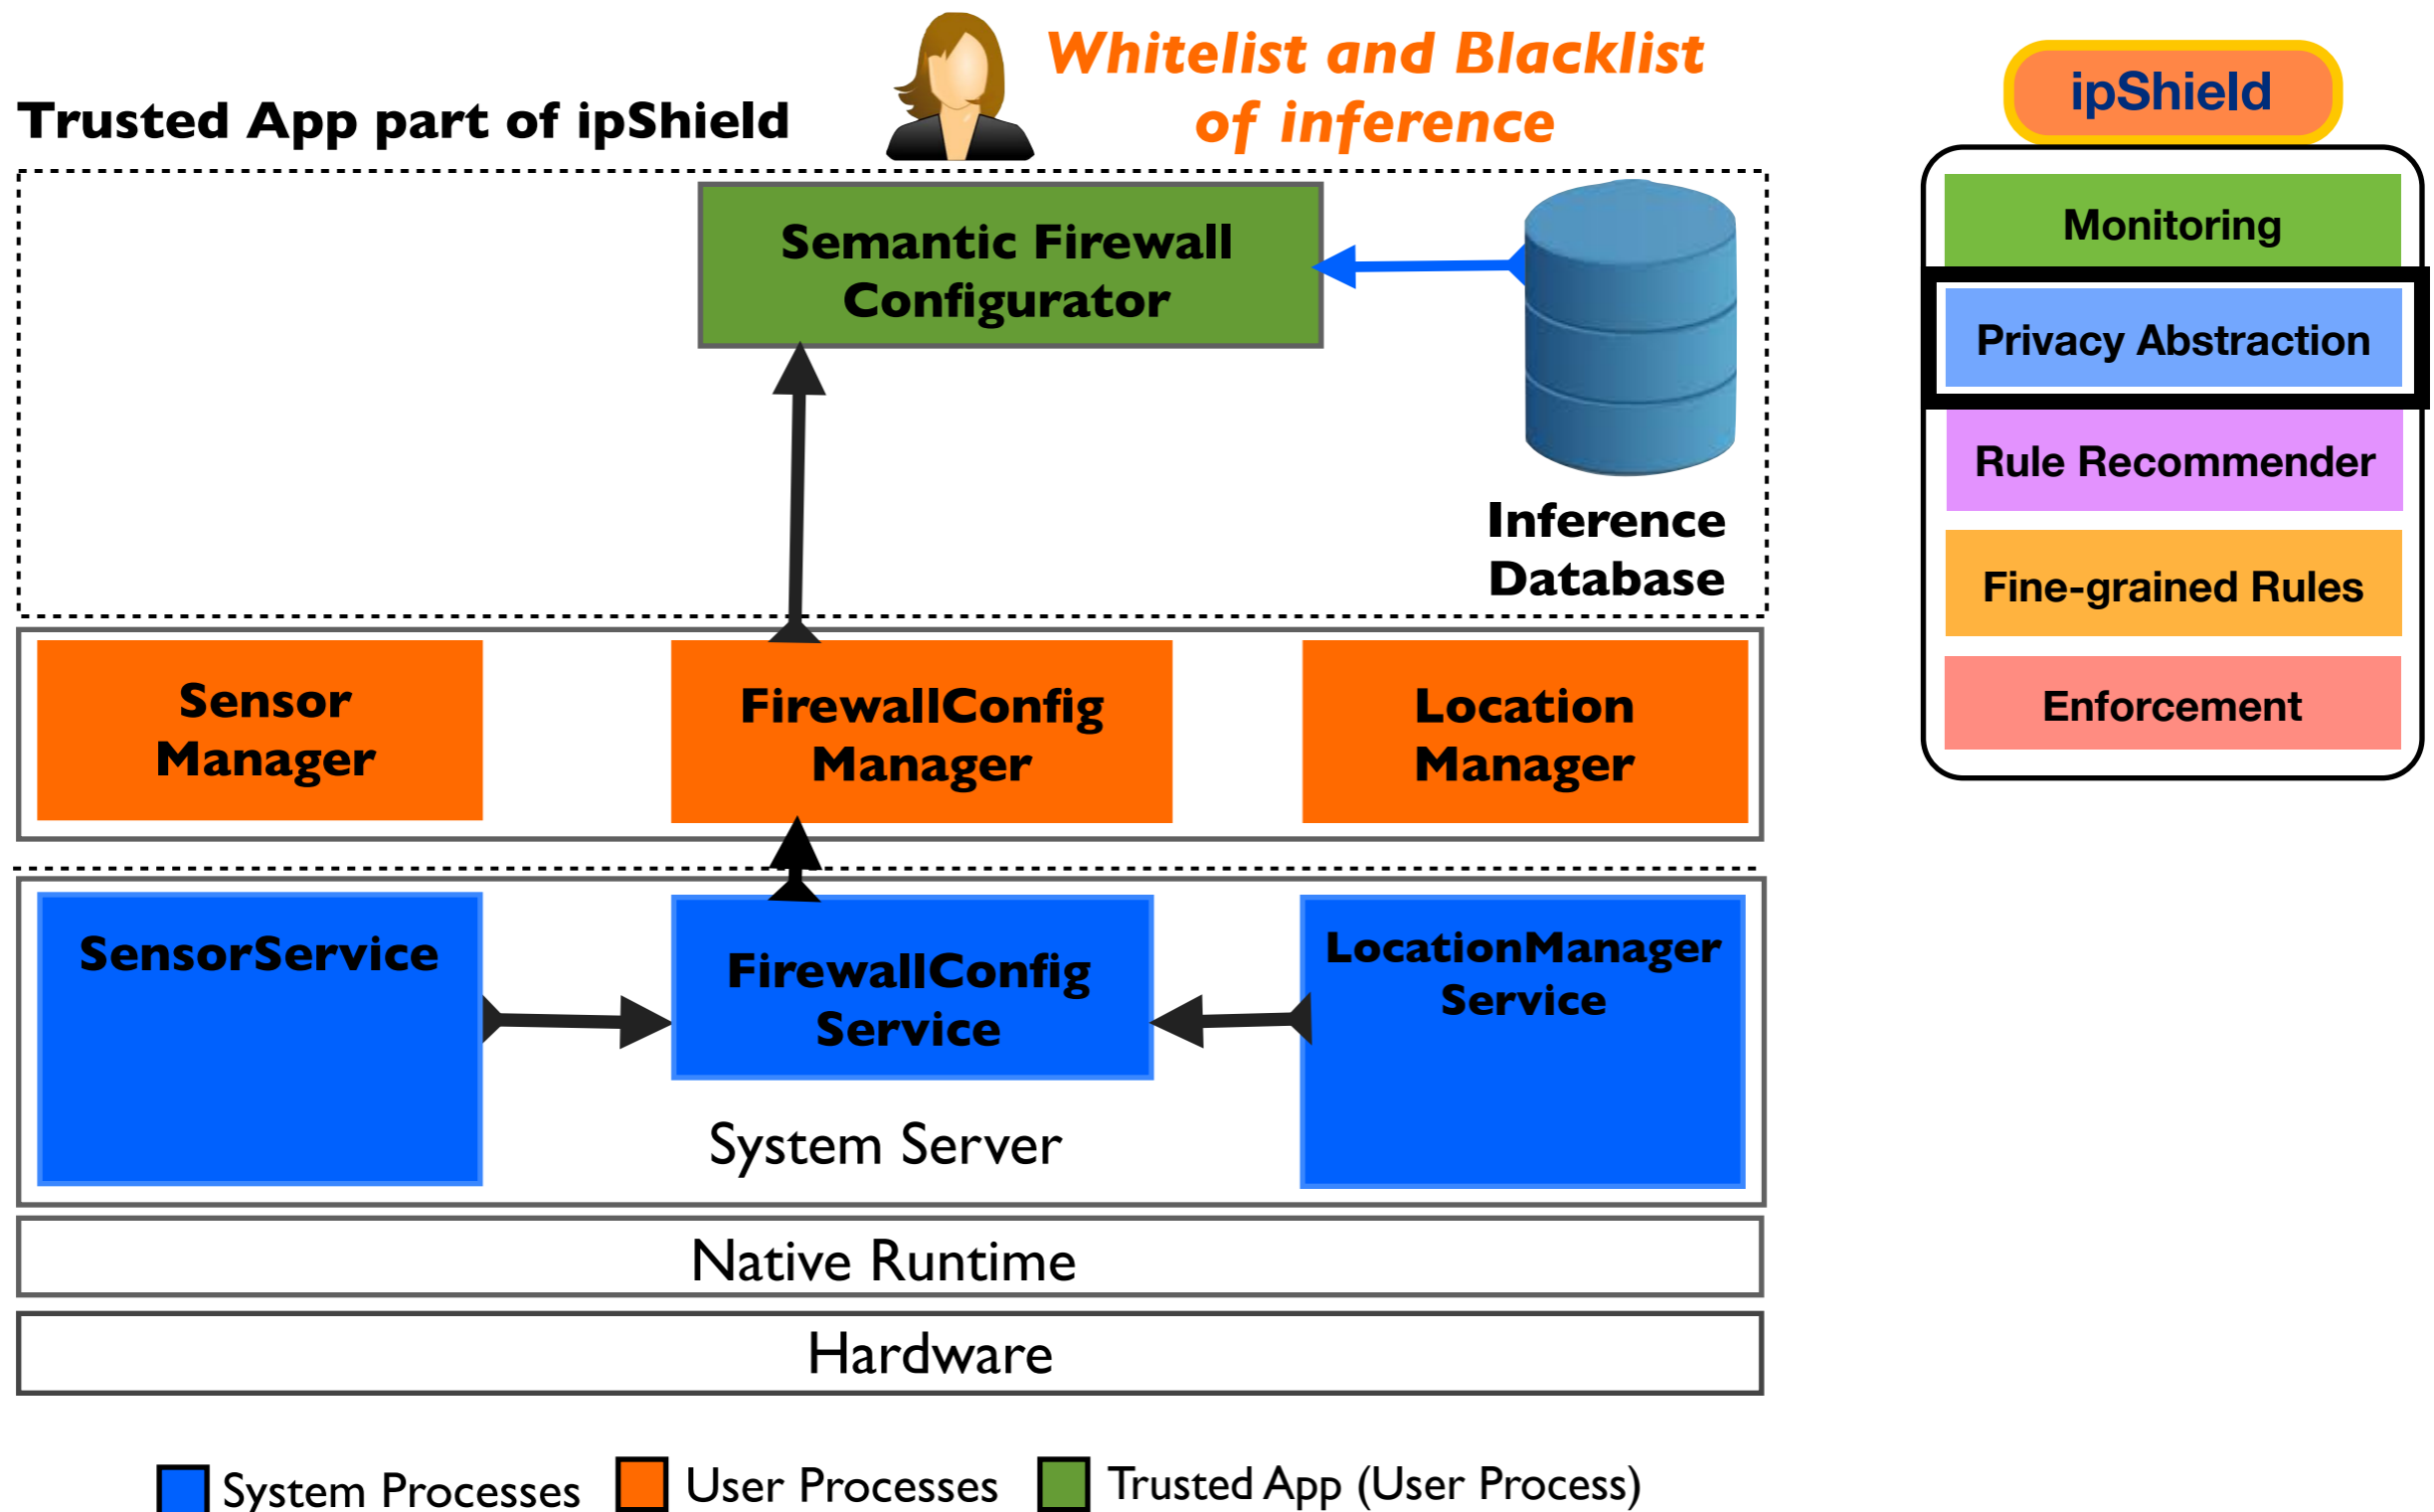 Whitelist and Blacklist
of inference
Trusted App part of ipShield
Semantic Firewall
Configurator
Inference
Database
Sensor
Manager
FirewallConfig
Manager
Location
Manager
SensorService
FirewallConfig
Service
LocationManager
Service
System Server
Native Runtime
Hardware
System Processes
User Processes
Trusted App (User Process)
ipShield
Monitoring
Privacy Abstraction
Rule Recommender
Fine-grained Rules
Enforcement